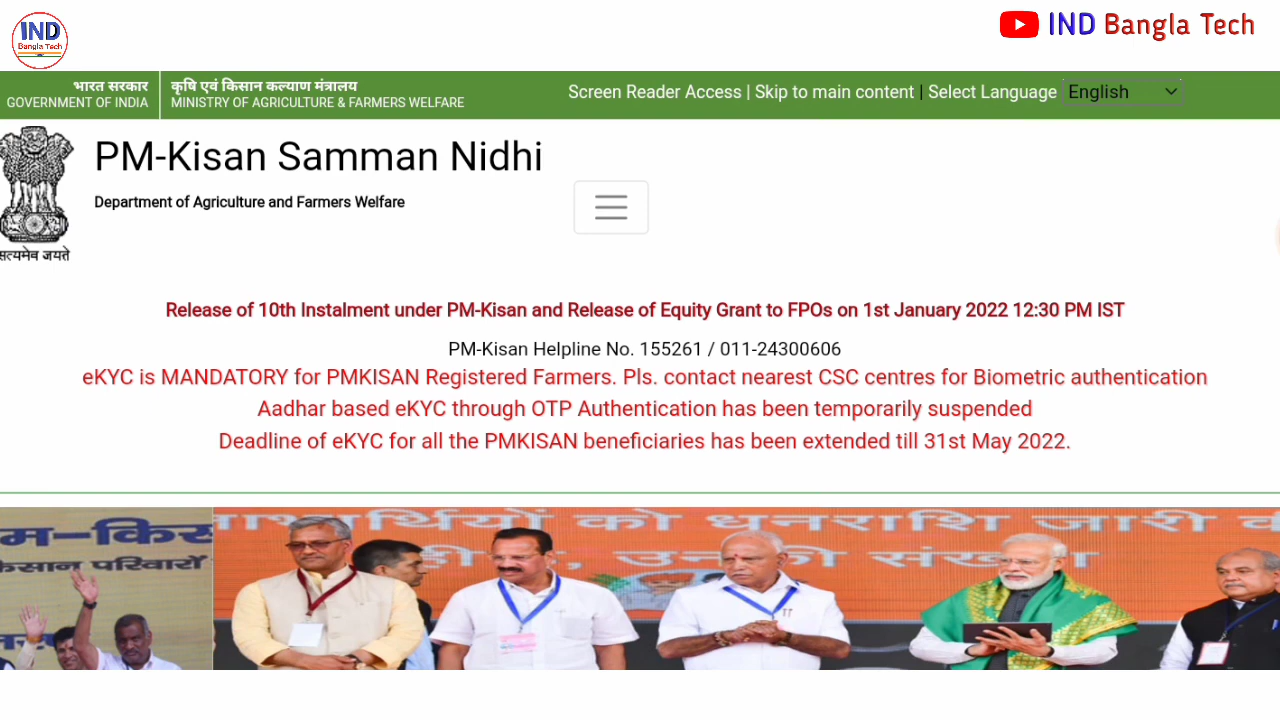 IND
Bangla Tech
IND Bangla Tech
भारत सरकार
GOVERNMENT OF INDIA
कृषि एवं किसान कल्याण मंत्रालय
MINISTRY OF AGRICULTURE & FARMERS WELFARE
Screen Reader Access | Skip to main content | Select Language English
सत्यमेव जयते
PM-Kisan Samman Nidhi
Department of Agriculture and Farmers Welfare
Release of 10th Instalment under PM-Kisan and Release of Equity Grant to FPOs on 1st January 2022 12:30 PM IST
PM-Kisan Helpline No. 155261 / 011-24300606
eKYC is MANDATORY for PMKISAN Registered Farmers. Pls. contact nearest CSC centres for Biometric authentication
Aadhar based eKYC through OTP Authentication has been temporarily suspended
Deadline of eKYC for all the PMKISAN beneficiaries has been extended till 31st May 2022.
किसान परिवारों
को धनराशि जारी
उनकी संख्या